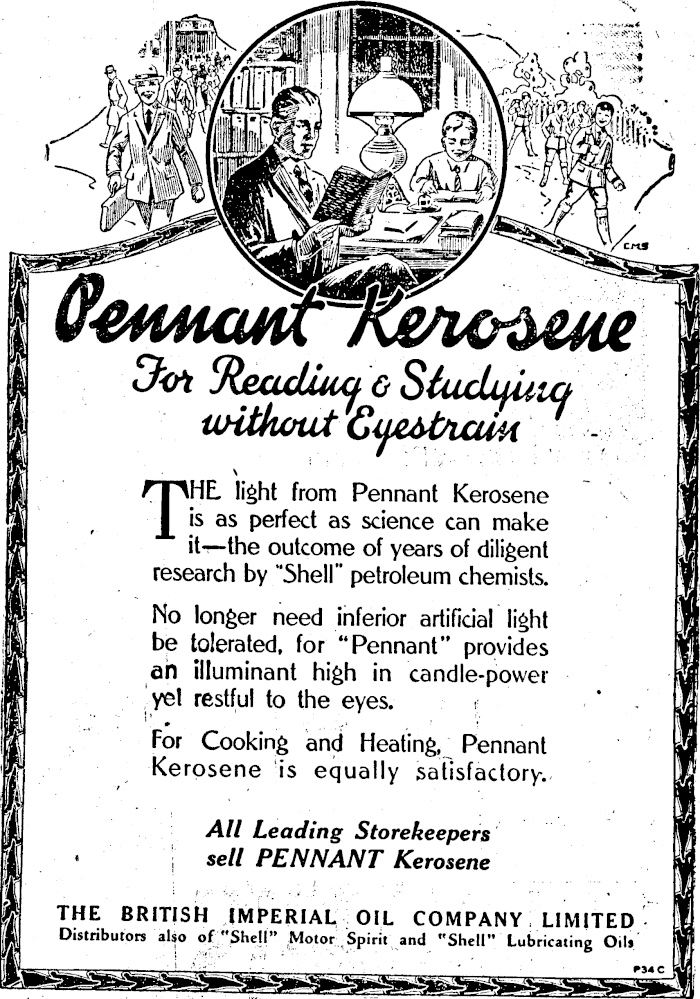 CMS
Pennant Kerosene
For Reading & Studying
without Eyestrain
THE light from Pennant Kerosene
is as perfect as science can make
it—the outcome of years of diligent
research by "Shell" petroleum chemists.
No longer need inferior artificial light
be tolerated, for "Pennant" provides
an illuminant high in candle-power
yet restful to the eyes.
For Cooking and Heating, Pennant
Kerosene is equally satisfactory.
All Leading Storekeepers
sell PENNANT Kerosene
THE BRITISH IMPERIAL OIL COMPANY LIMITED
Distributors also of "Shell" Motor Spirit and "Shell" Lubricating Oils
P34C